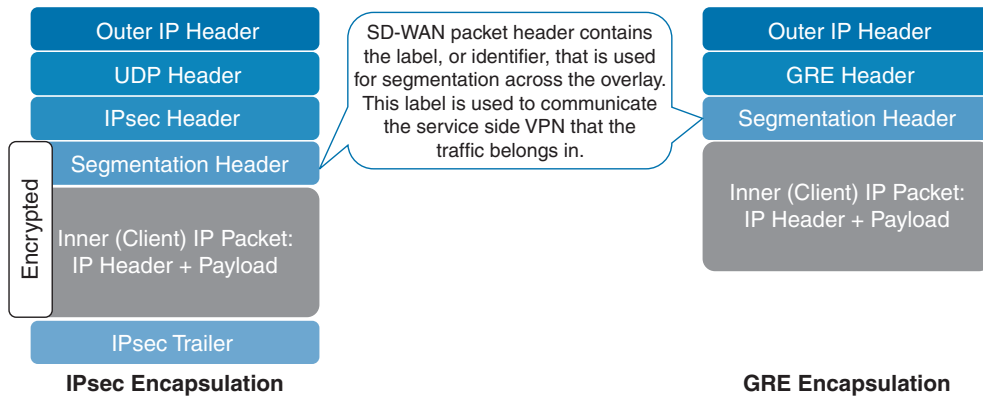 Outer IP Header
UDP Header
IPsec Header
Segmentation Header
Encrypted
Inner (Client) IP Packet:
IP Header + Payload
IPsec Trailer
IPsec Encapsulation
SD-WAN packet header contains
the label, or identifier, that is used
for segmentation across the overlay.
This label is used to communicate
the service side VPN that the
traffic belongs in.
Outer IP Header
GRE Header
Segmentation Header
Inner (Client) IP Packet:
IP Header + Payload
GRE Encapsulation